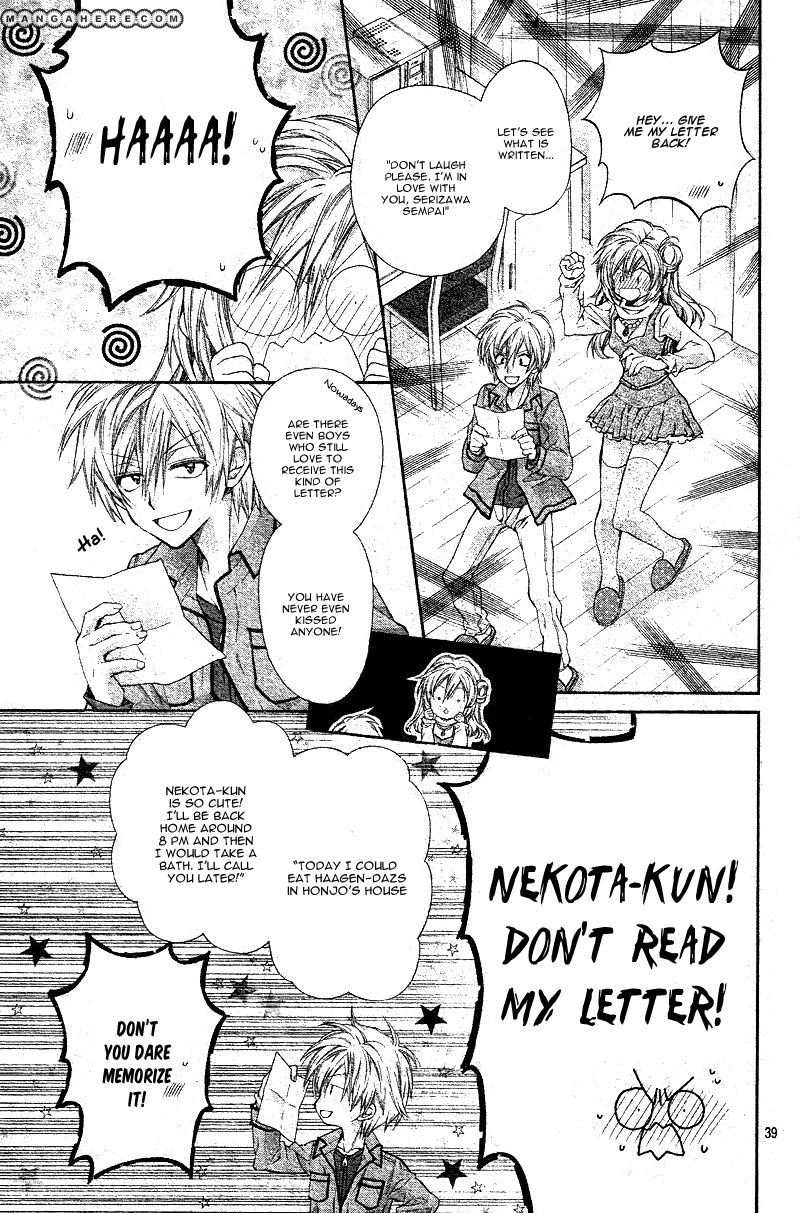 HEY... GIVE
ME MY LETTER
BACK!
LET'S SEE
WHAT IS
WRITTEN...
"DON'T LAUGH
PLEASE. I'M IN
LOVE WITH
YOU, SERIZAWA
SEMPAI"
MANGAHERE.COM
HAAAA!
Nowadays
ARE THERE
EVEN BOYS
WHO STILL
LOVE TO
RECEIVE THIS
KIND OF
LETTER?
Ha!
YOU HAVE
NEVER EVEN
KISSED
ANYONE!
NEKOTA-KUN!
DON'T READ
MY LETTER!
"TODAY I COULD
EAT HAAGEN-DAZS
IN HONJO'S HOUSE
NEKOTA-KUN
IS SO CUTE!
I'LL BE BACK
HOME AROUND
8 PM AND THEN
I WOULD TAKE A
BATH. I'LL CALL
YOU LATER!"
DON'T
YOU DARE
MEMORIZE
IT!
39